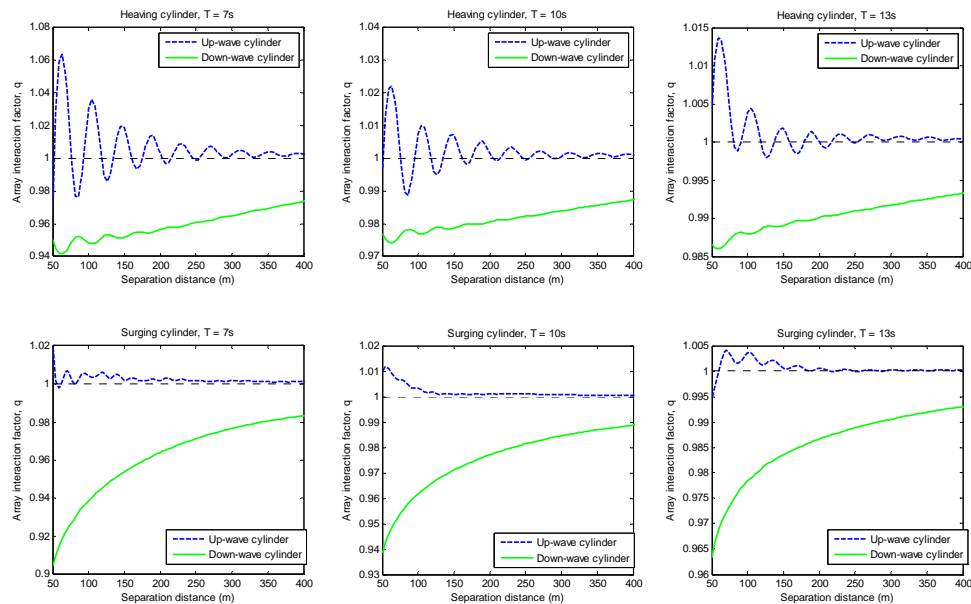 Heaving cylinder, T = 7s
1.08
1.06
1.04
1.02
1
0.98
0.96
0.94
50 100 150 200 250 300 350 400
Separation distance (m)
Array interaction factor, q
Up-wave cylinder
Down-wave cylinder
Heaving cylinder, T = 10s
1.04
1.03
1.02
1.01
1
0.99
0.98
0.97
50 100 150 200 250 300 350 400
Separation distance (m)
Array interaction factor, q
Up-wave cylinder
Down-wave cylinder
Heaving cylinder, T = 13s
1.015
1.01
1.005
1
0.995
0.99
0.985
50 100 150 200 250 300 350 400
Separation distance (m)
Array interaction factor, q
Up-wave cylinder
Down-wave cylinder
Surging cylinder, T = 7s
1.02
1
0.98
0.96
0.94
0.92
0.9
50 100 150 200 250 300 350 400
Separation distance (m)
Array interaction factor, q
Up-wave cylinder
Down-wave cylinder
Surging cylinder, T = 10s
1.02
1.01
1
0.99
0.98
0.97
0.96
0.95
0.94
0.93
50 100 150 200 250 300 350 400
Separation distance (m)
Array interaction factor, q
Up-wave cylinder
Down-wave cylinder
Surging cylinder, T = 13s
1.005
1
0.995
0.99
0.985
0.98
0.975
0.97
0.965
0.96
50 100 150 200 250 300 350 400
Separation distance (m)
Array interaction factor, q
Up-wave cylinder
Down-wave cylinder